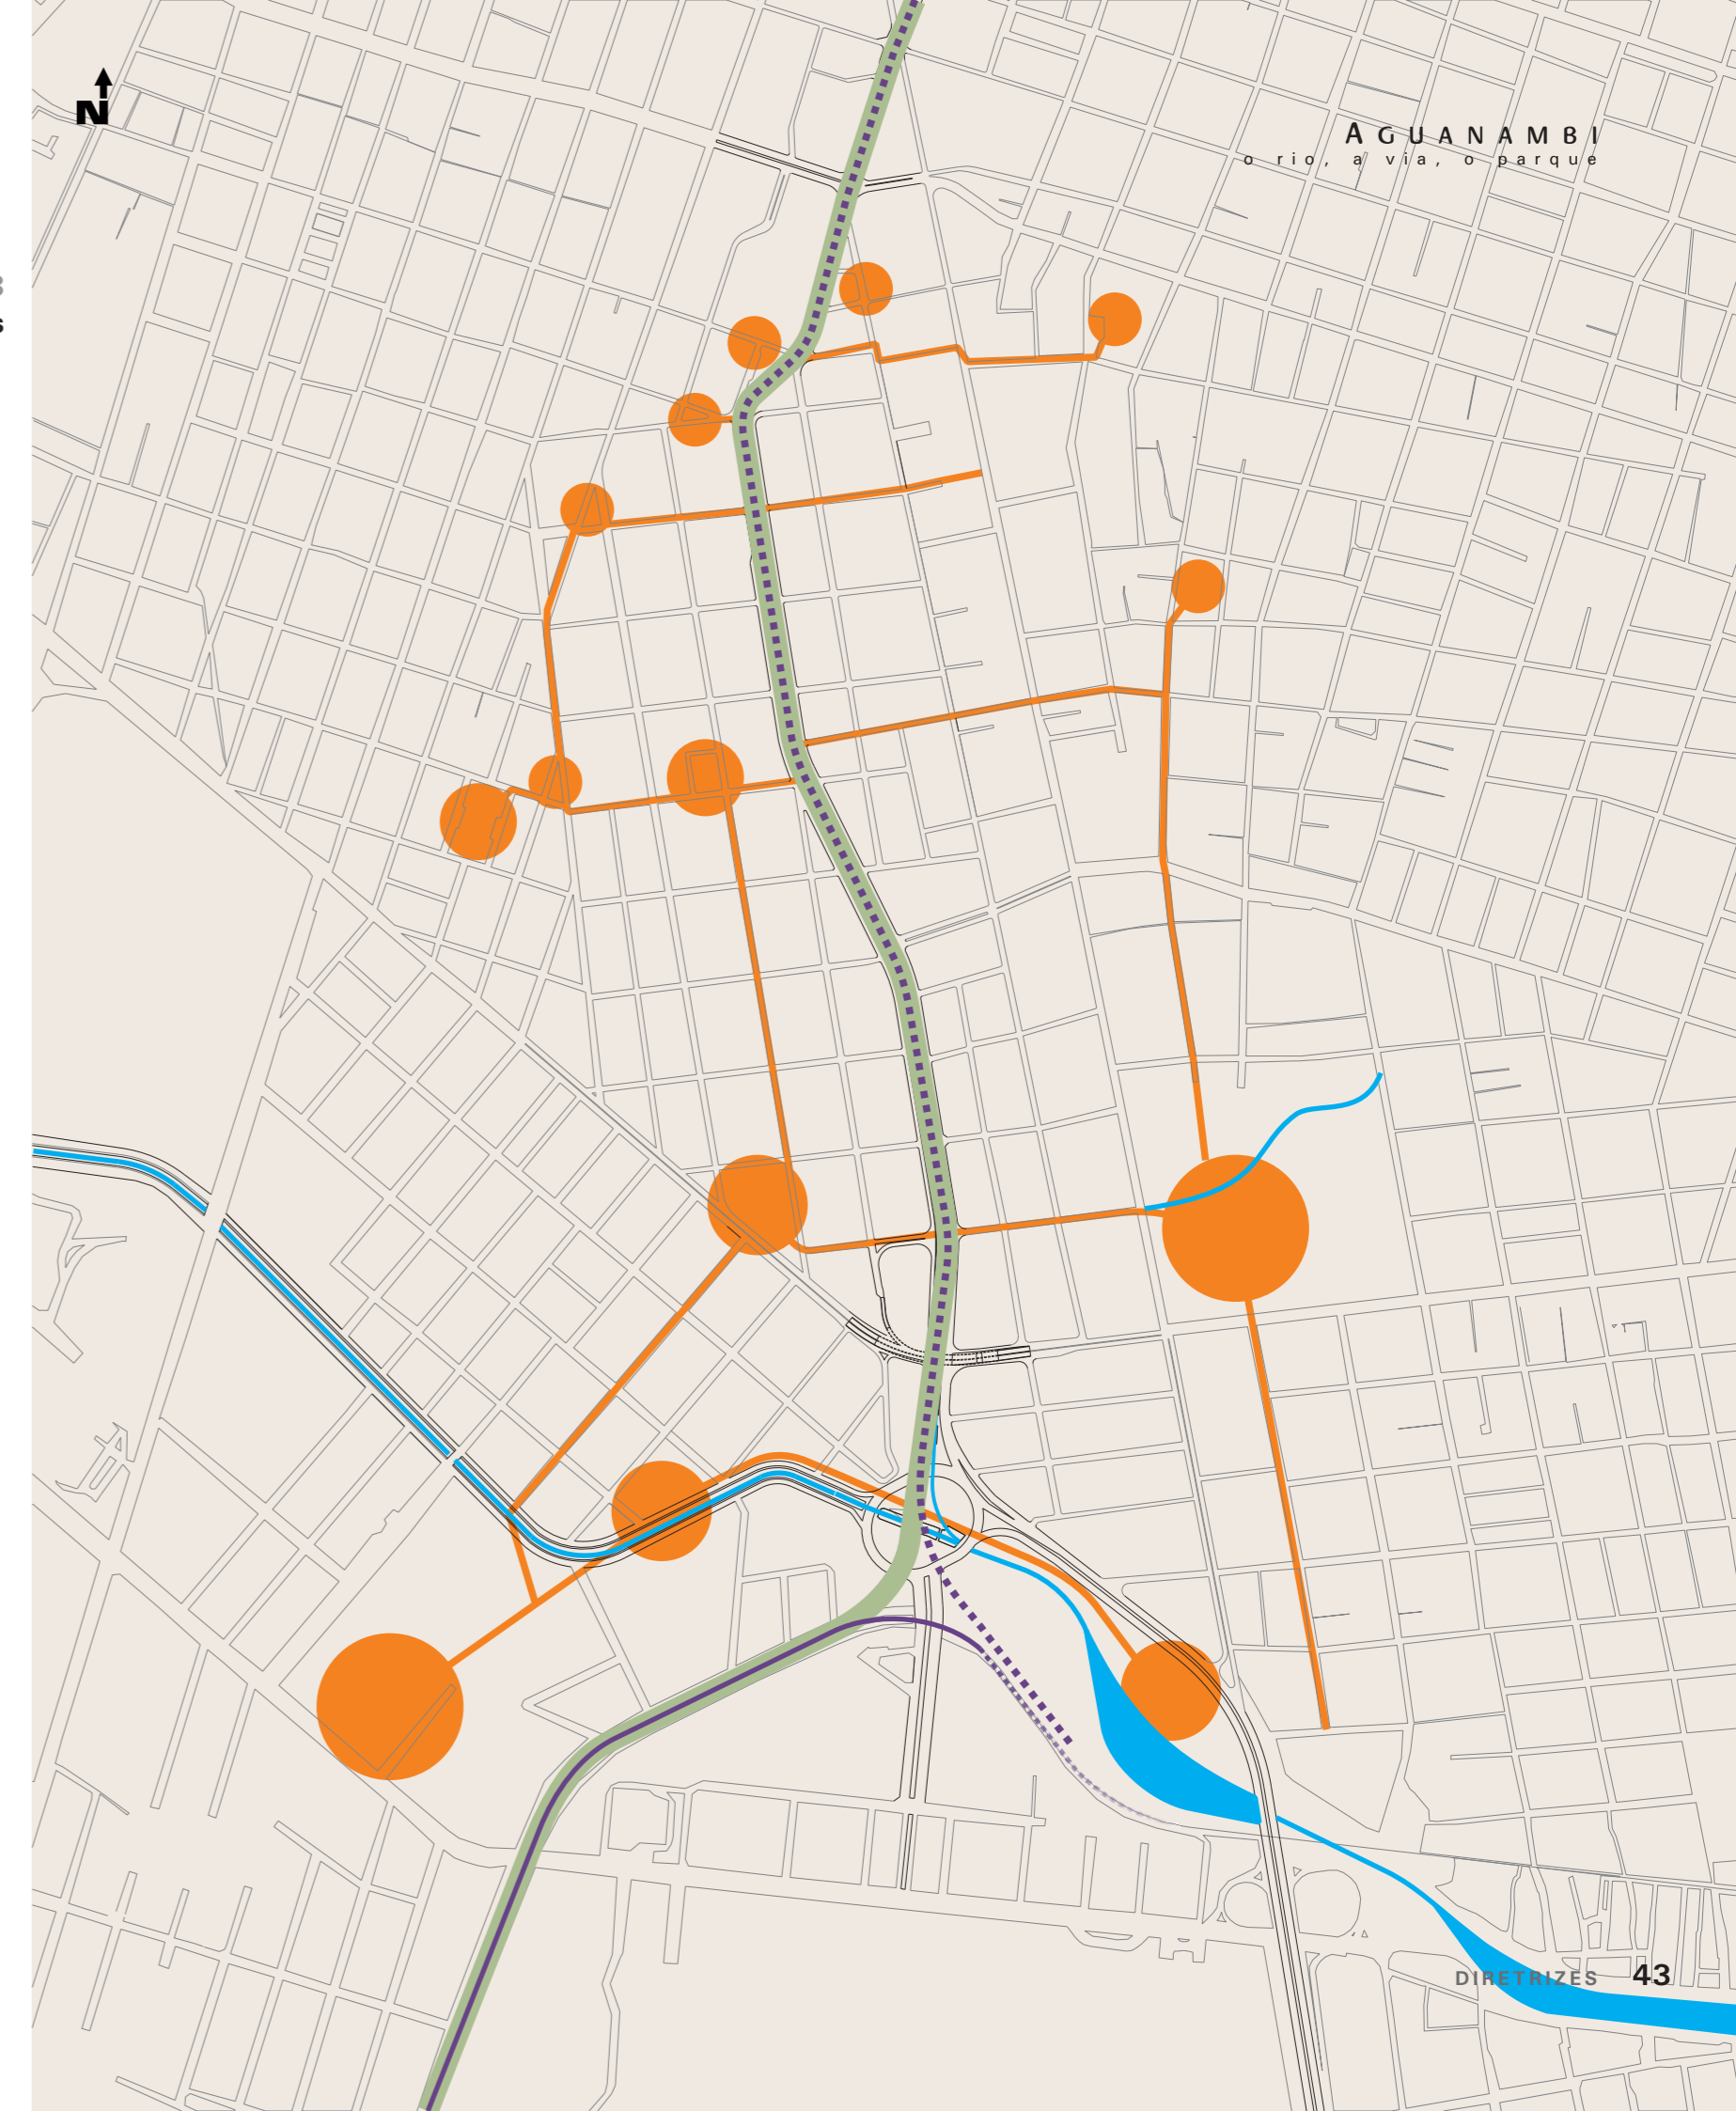 N
AGUANAMBI
o rio, a via, o parque
s
DIRETRIZES 43